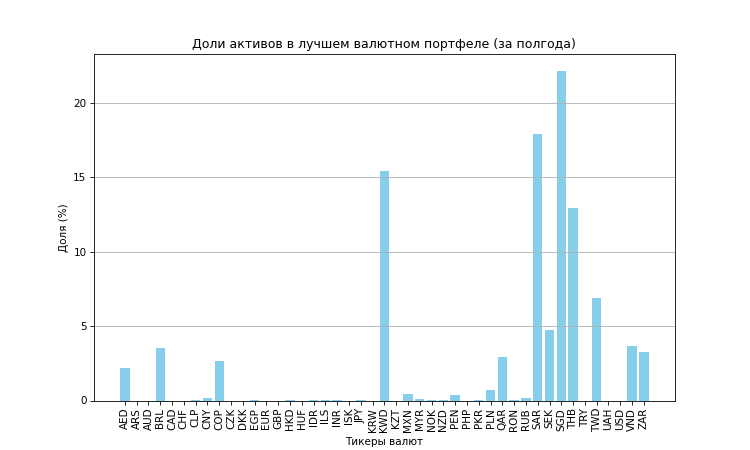 Доли активов в лучшем валютном портфеле (за полгода)
Доля (%)
20
15
10
5
0
AED ARS AUD BRL CAD CHF CLP CNY COP CZK DKK EGP EUR GBP HKD HUF IDR ILS INR ISK JPY KRW KWD KZT MXN MYR NOK NZD PEN PHP PKR PLN QAR RON RUB SAR SEK SGD THB TRY TWD UAH USD VND ZAR
Тикеры валют